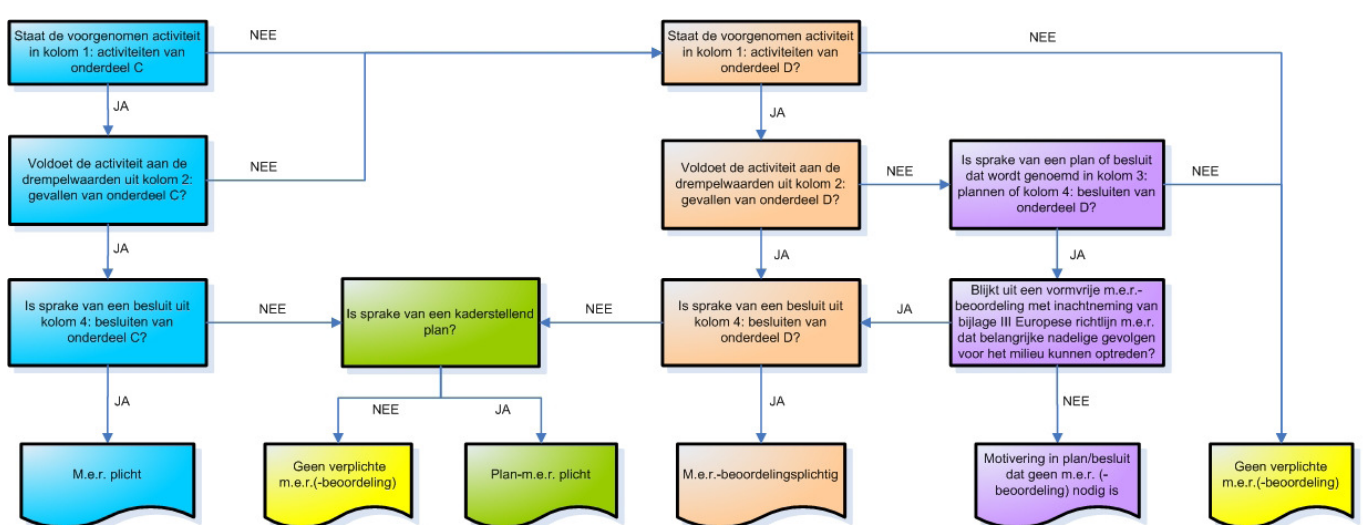 Staat de voorgenomen activiteit
in kolom 1: activiteiten van
onderdeel C
NEE
Staat de voorgenomen activiteit
in kolom 1: activiteiten van
onderdeel D?
NEE
JA
JA
Voldoet de activiteit aan de
drempelwaarden uit kolom 2:
gevallen van onderdeel C?
NEE
Voldoet de activiteit aan de
drempelwaarden uit kolom 2:
gevallen van onderdeel D?
NEE
Is sprake van een plan of besluit
dat wordt genoemd in kolom 3:
plannen of kolom 4: besluiten van
onderdeel D?
NEE
JA
JA
JA
Is sprake van een besluit uit
kolom 4: besluiten van
onderdeel C?
NEE
Is sprake van een kaderstellend
plan?
NEE
Is sprake van een besluit uit
kolom 4: besluiten van
onderdeel D?
JA
Blijkt uit een vormvrije m.e.r.-
beoordeling met inachtneming van
bijlage III Europese richtlijn m.e.r.
dat belangrijke nadelige gevolgen
voor het milieu kunnen optreden?
JA
NEE
JA
JA
NEE
M.e.r. plicht
Geen verplichte
m.e.r.(-beoordeling)
Plan-m.e.r. plicht
M.e.r.-beoordelingsplichtig
Motivering in plan/besluit
dat geen m.e.r. (-
beoordeling) nodig is
Geen verplichte
m.e.r.(-beoordeling)